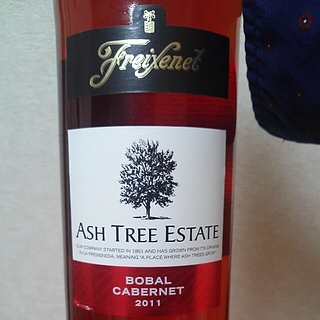 Freixenet
ASH TREE ESTATE
OUR COMPANY STARTED IN 1861 AND HAS GROWN FROM ITS ORIGINS
IN LA FREIXENEDA, MEANING "A PLACE WHERE ASH TREES GROW"
BOBAL
CABERNET
2011